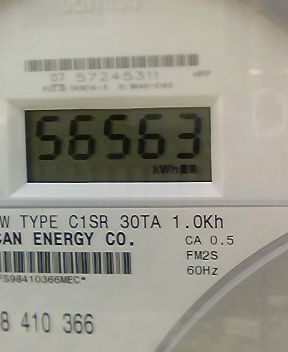 07 57245311
56563
kWh
W TYPE C1SR 30TA 1.0Kh
CAN ENERGY CO.
CA 0.5
FM2S
60Hz
FS98410366MEC*
8 410 366